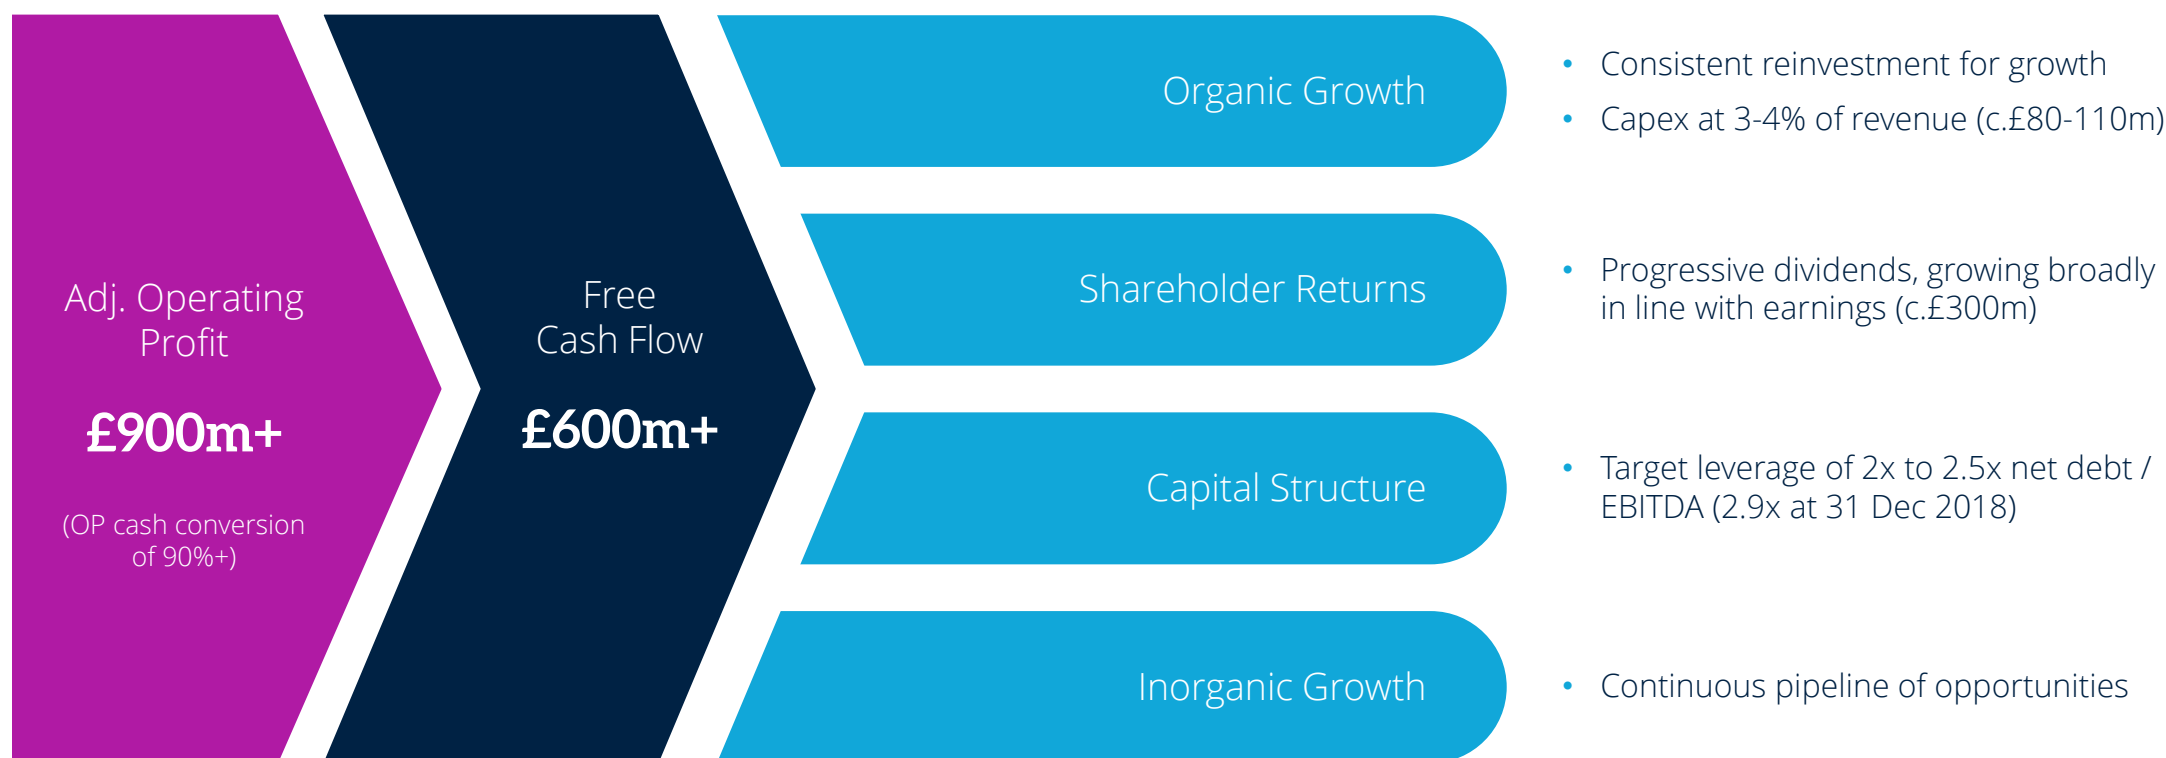 Adj. Operating
Profit
£900m+
(OP cash conversion
of 90%+)
Free
Cash Flow
£600m+
Organic Growth
• Consistent reinvestment for growth
• Capex at 3-4% of revenue (c.£80-110m)
Shareholder Returns
• Progressive dividends, growing broadly
in line with earnings (c.£300m)
Capital Structure
• Target leverage of 2x to 2.5x net debt /
EBITDA (2.9x at 31 Dec 2018)
Inorganic Growth
• Continuous pipeline of opportunities